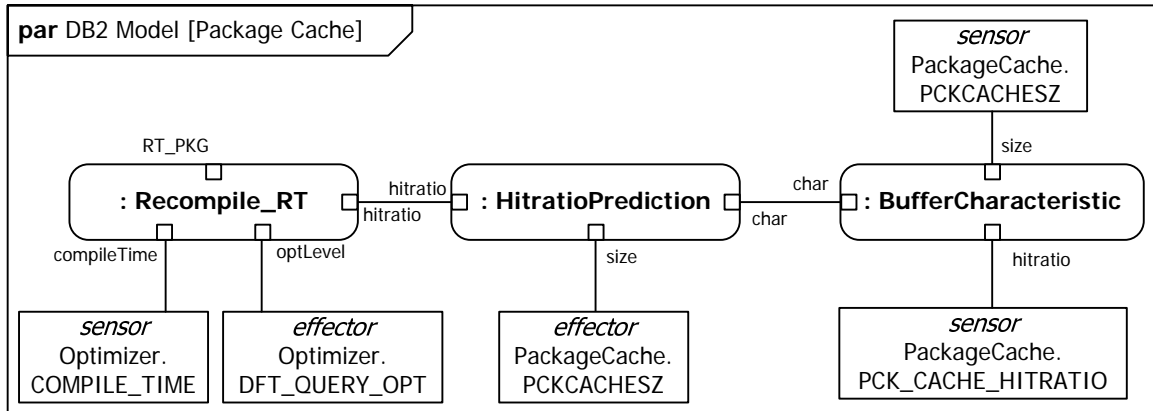 par DB2 Model [Package Cache]
sensor
PackageCache.
PCKCACHESZ
RT_PKG
size
: Recompile_RT
hitratio
hitratio
: HitratioPrediction
char
char
: BufferCharacteristic
compileTime
optLevel
size
hitratio
sensor
Optimizer.
COMPILE_TIME
effector
Optimizer.
DFT_QUERY_OPT
effector
PackageCache.
PCKCACHESZ
sensor
PackageCache.
PCK_CACHE_HITRATIO